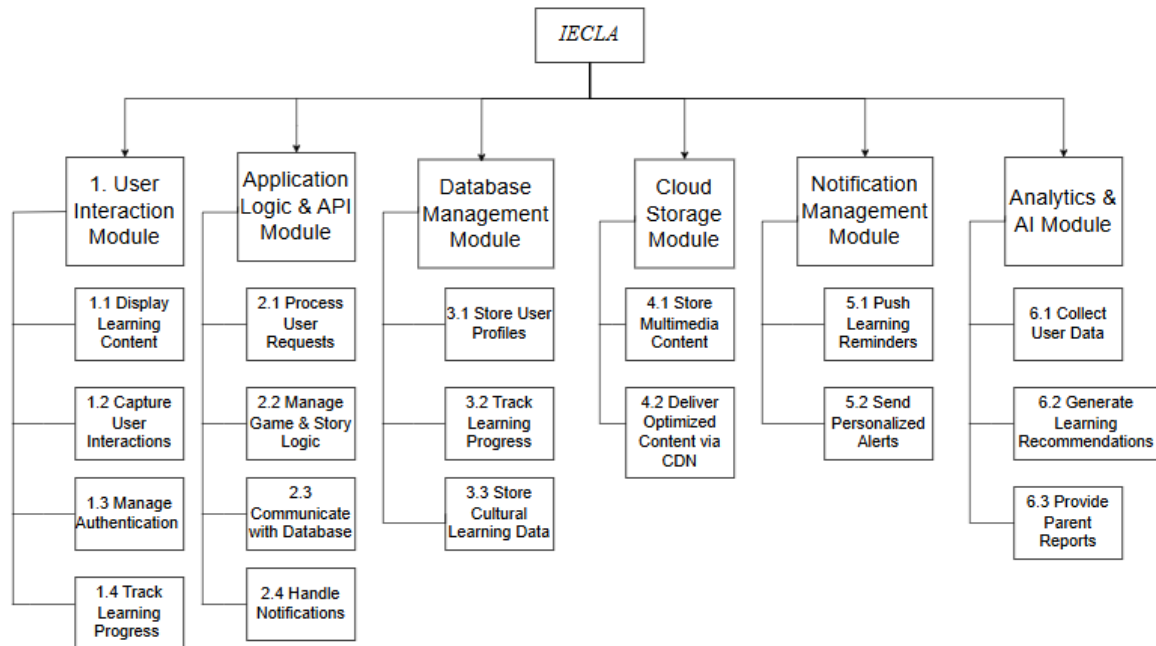 IECLA
1. User
Interaction
Module
Application
Logic & API
Module
Database
Management
Module
Cloud
Storage
Module
Notification
Management
Module
Analytics &
AI Module
1.1 Display
Learning
Content
1.2 Capture
User
Interactions
1.3 Manage
Authentication
1.4 Track
Learning
Progress
2.1 Process
User
Requests
2.2 Manage
Game & Story
Logic
2.3
Communicate
with Database
2.4 Handle
Notifications
3.1 Store User
Profiles
3.2 Track
Learning
Progress
3.3 Store
Cultural
Learning Data
4.1 Store
Multimedia
Content
4.2 Deliver
Optimized
Content via
CDN
5.1 Push
Learning
Reminders
5.2 Send
Personalized
Alerts
6.1 Collect
User Data
6.2 Generate
Learning
Recommendations
6.3 Provide
Parent
Reports